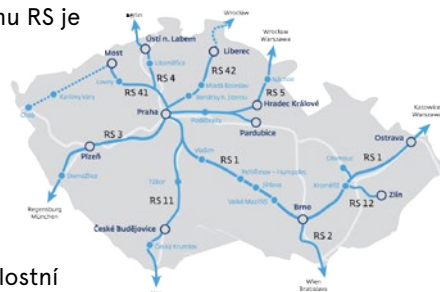 mu RS je
Berlin
Wrocław
Ústí n. Labem
Wrocław
Warszawa
Most
Liberec
Litoměřice
RS 4
RS 42
Náchod
Louny
Mladá Boleslav
RS 5
Karlovy Vary
RS 41
Benátky n. Jizerou
Katowice
Warszawa
Cheb
Praha
Hradec Králové
Poděbrady
RS 3
Pardubice
Ostrava
Plzeň
Vlašim
RS 1
Olomouc
RS 1
Domažlice
Tábor
Pelhřimov - Humpolec
Kroměříž
Jihlava
Zlín
RS 11
Velké Meziříčí
Brno
RS 12
Regensburg
München
České Budějovice
RS 2
Český Krumlov
lostní
Wien
Bratislava